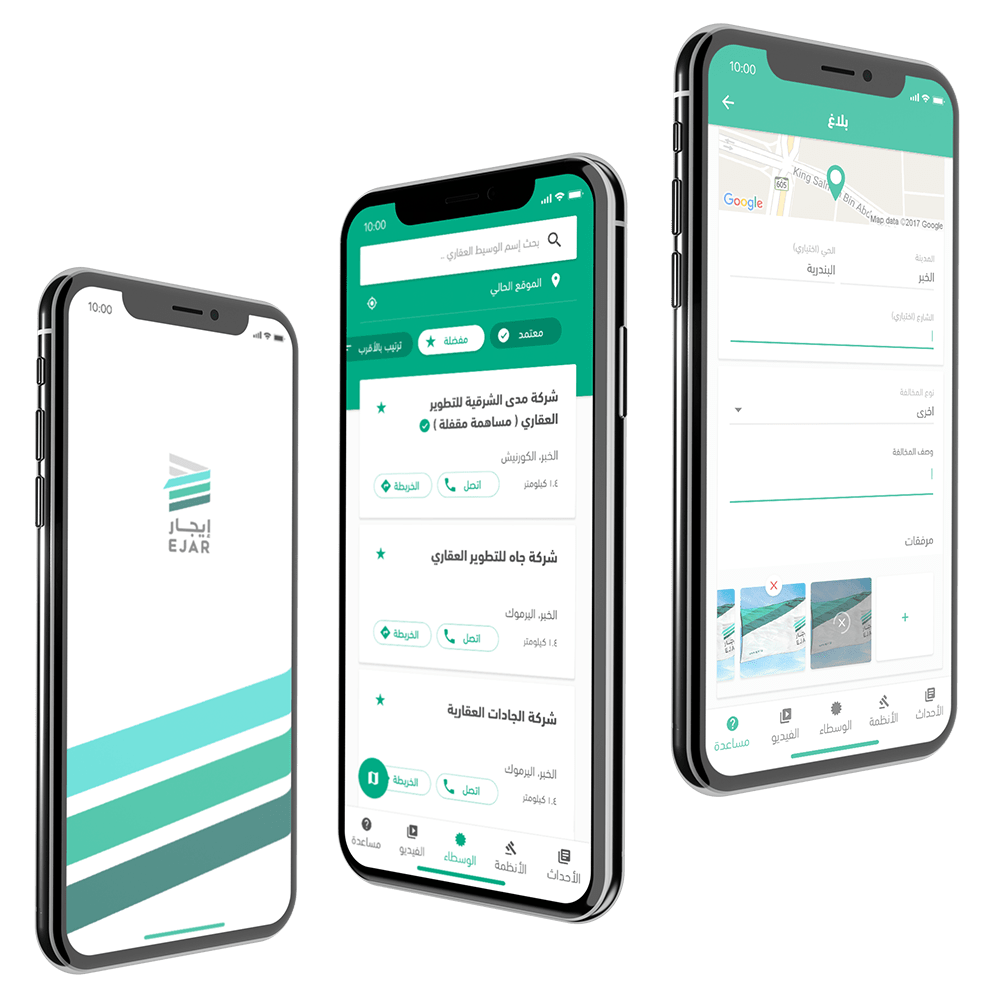 10:00
إيجار
EJAR
10:00
بحث إسم الوسيط العقاري ..
الموقع الحالي
معتمد
مفضلة
ترتيب بالأقرب
شركة مدى الشرقية للتطوير
العقاري ( مساهمة مقفلة )
الخبر، الكورنيش
١.٤ كيلومتر
اتصل
الخريطة
شركة جاه للتطوير العقاري
الخبر، اليرموك
١.٤ كيلومتر
اتصل
الخريطة
شركة الجادات العقارية
الخبر، اليرموك
١.٤ كيلومتر
اتصل
الخريطة
الأحداث
الأنظمة
الوسطاء
الفيديو
مساعدة
10:00
بلاغ
King Salm Bin Abd
605
Google
Map data ©2017 Google
المدينة
الحي (اختياري)
الخبر
البندرية
الشارع (اختياري)
نوع المخالفة
اخرى
وصف المخالفة
مرفقات
الأحداث
الأنظمة
الوسطاء
الفيديو
مساعدة